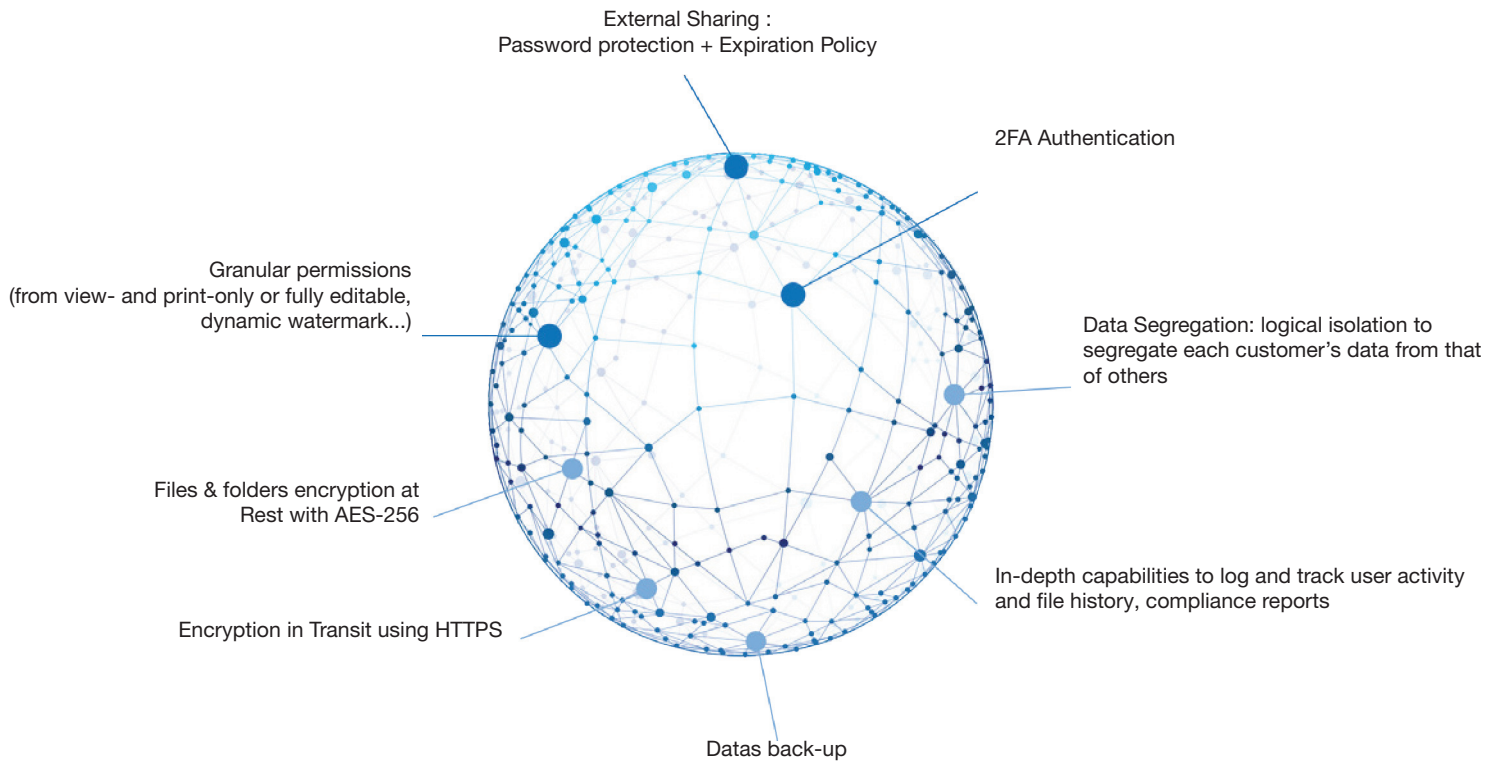 External Sharing :
Password protection + Expiration Policy
2FA Authentication
Granular permissions
(from view- and print-only or fully editable,
dynamic watermark...)
Data Segregation: logical isolation to
segregate each customer’s data from that
of others
Files & folders encryption at
Rest with AES-256
In-depth capabilities to log and track user activity
and file history, compliance reports
Encryption in Transit using HTTPS
Datas back-up